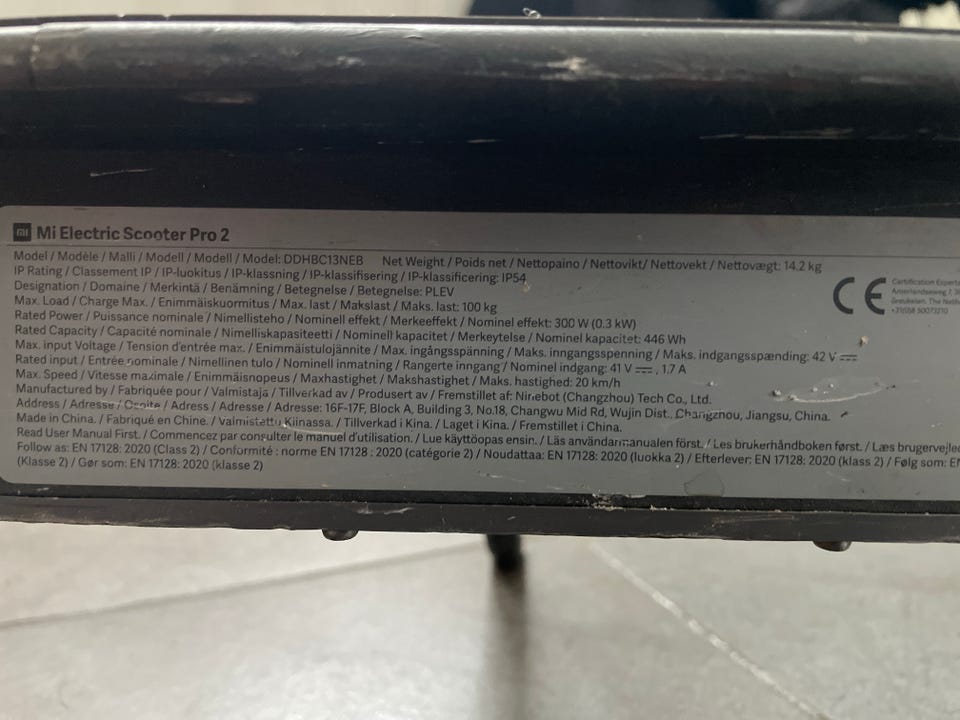 mi Mi Electric Scooter Pro 2
Model / Modèle / Malli / Modell / Modell / Model: DDHBC13NEB Net Weight / Poids net / Nettopaino / Nettovikt/ Nettovekt / Nettovægt: 14.2 kg
IP Rating / Classement IP / IP-luokitus / IP-klassning / IP-klassifisering / IP-klassificering: IP54
Designation / Domaine / Merkintä / Benämning / Betegnelse / Betegnelse: PLEV
Max. Load / Charge Max. / Enimmäiskuormitus / Max. last / Makslast / Maks. last: 100 kg
Rated Power / Puissance nominale / Nimellisteho / Nominell effekt / Merkeeffekt / Nominel effekt: 300 W (0.3 kW)
Rated Capacity / Capacité nominale / Nimelliskapasiteetti / Nominell kapacitet / Merkeytelse / Nominel kapacitet: 446 Wh
Max. input Voltage / Tension d'entrée max. / Enimmäistulojännite / Max. ingångsspänning / Maks. inngangsspenning / Maks. indgangsspænding: 42 V ⎓
Rated input / Entrée nominale / Nimellinen tulo / Nominell inmatning / Rangerte inngang / Nominel indgang: 41 V ⎓, 1.7 A
Max. Speed / Vitesse maximale / Enimmäisnopeus / Maxhastighet / Makshastighet / Maks. hastighed: 20 km/h
Manufactured by / Fabriquée pour / Valmistaja / Tillverkad av / Produsert av / Fremstillet af: Ninebot (Changzhou) Tech Co., Ltd.
Address / Adresse / Osoite / Adress / Adresse / Adresse: 16F-17F, Block A, Building 3, No.18, Changwu Mid Rd, Wujin Dist., Changzhou, Jiangsu, China.
Made in China. / Fabriqué en Chine. / Valmistettu Kiinassa. / Tillverkad i Kina. / Laget i Kina. / Fremstillet i China.
Read User Manual First. / Commencez par consulter le manuel d'utilisation. / Lue käyttöopas ensin. / Läs användarmanualen först. / Les brukerhåndboken først. / Læs brugervejled
Follow as: EN 17128: 2020 (Class 2) / Conformité : norme EN 17128 : 2020 (catégorie 2) / Noudattaa: EN 17128: 2020 (luokka 2) / Efterlever: EN 17128: 2020 (klass 2) / Følg som: EN
(Klasse 2) / Gør som: EN 17128: 2020 (klasse 2)
CE
Certification Experts
Amerlandseweg 7, 3
Breukelen, The Neth
+31(0)8 50073210